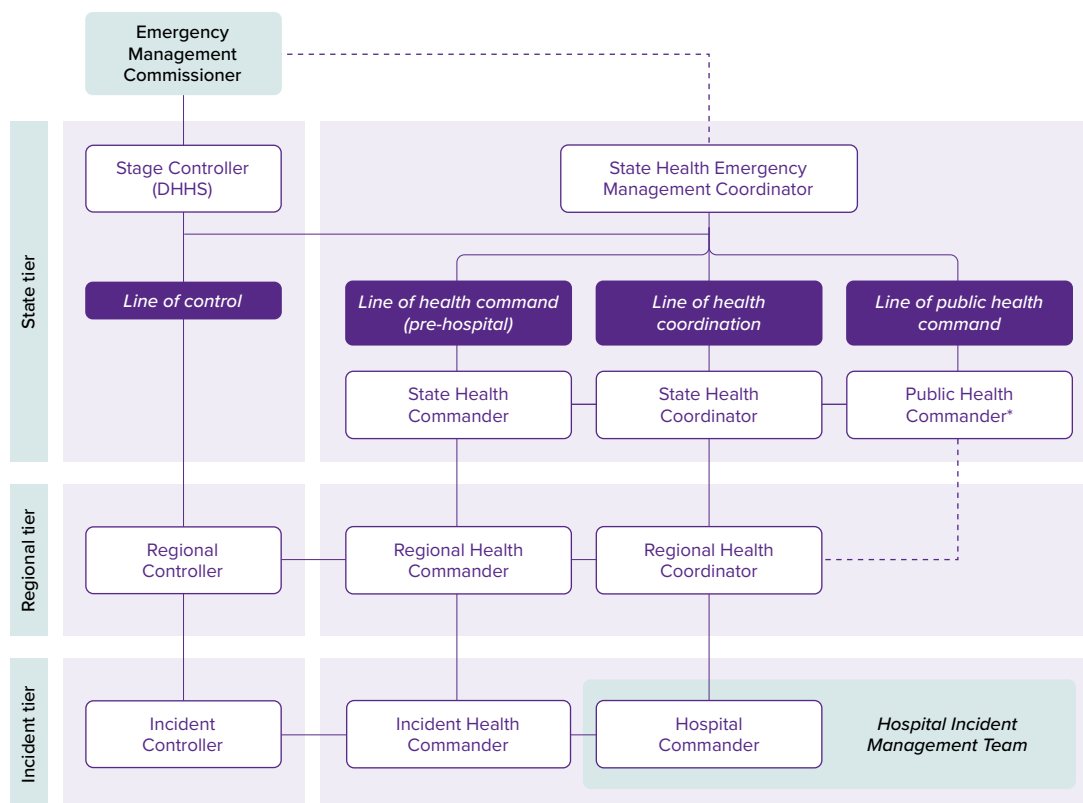 Emergency
Management
Commissioner
State tier
Stage Controller
(DHHS)
State Health Emergency
Management Coordinator
Line of control
Line of health command
(pre-hospital)
Line of health
coordination
Line of public health
command
State Health
Commander
State Health
Coordinator
Public Health
Commander*
Regional tier
Regional
Controller
Regional Health
Commander
Regional Health
Coordinator
Incident tier
Incident
Controller
Incident Health
Commander
Hospital
Commander
Hospital Incident
Management Team